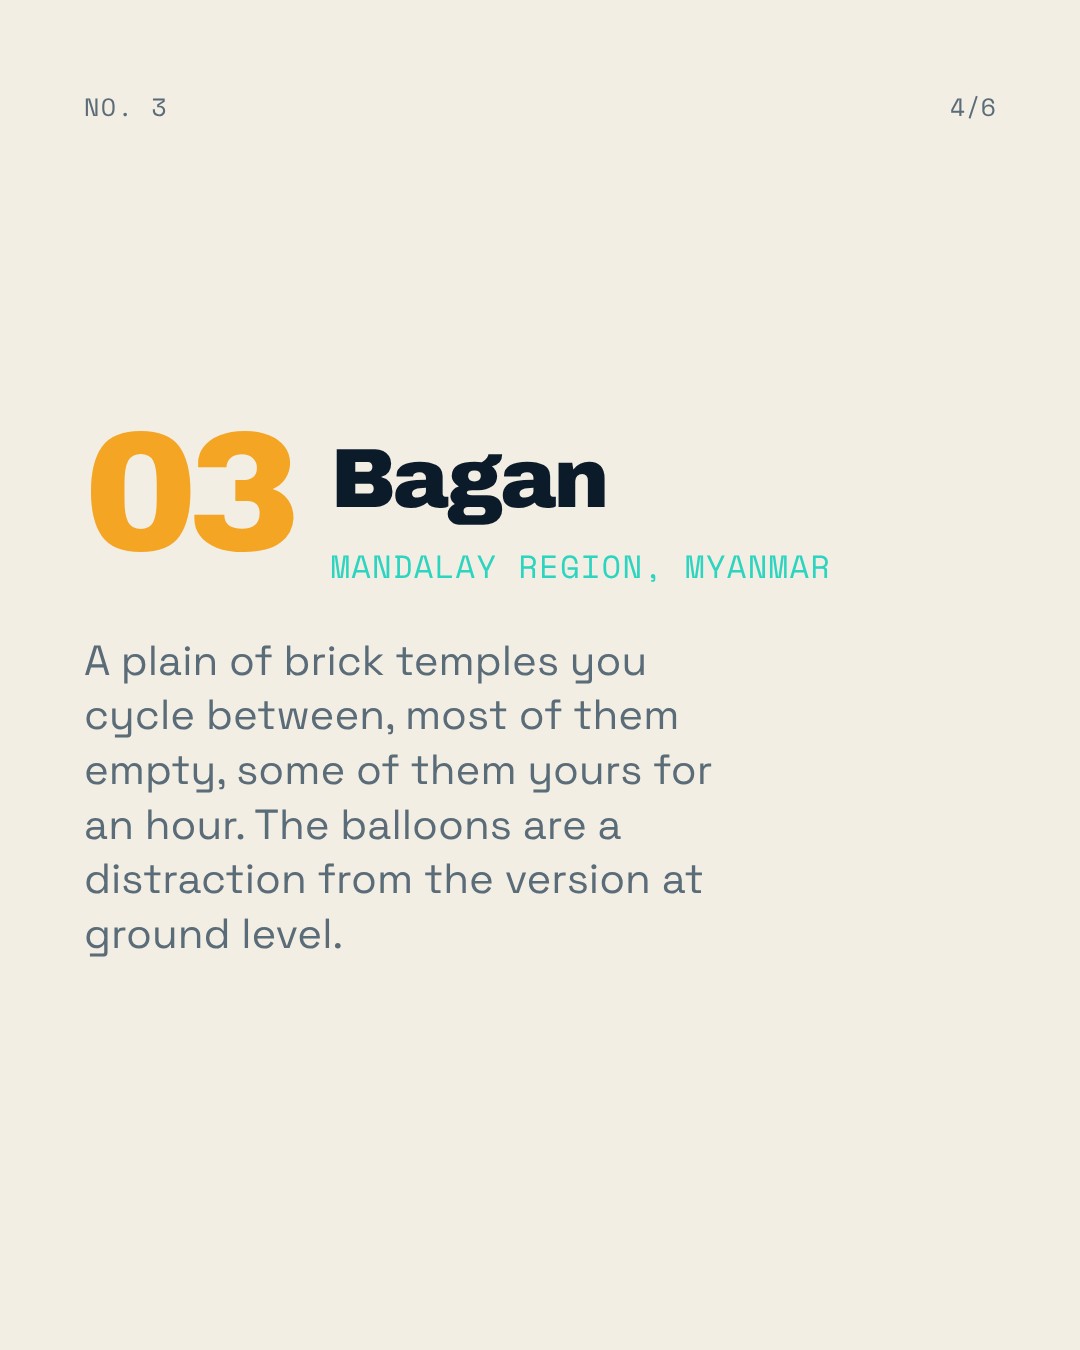 NO. 3
4/6
03
Bagan
MANDALAY REGION, MYANMAR
A plain of brick temples you
cycle between, most of them
empty, some of them yours for
an hour. The balloons are a
distraction from the version at
ground level.